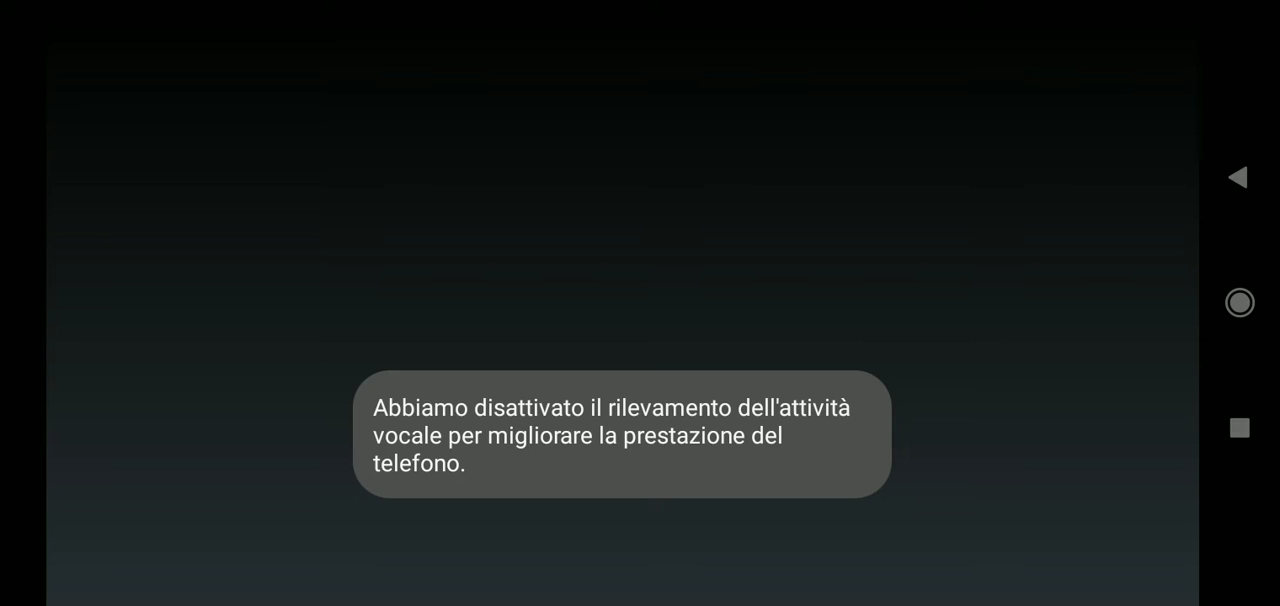 Abbiamo disattivato il rilevamento dell'attività
vocale per migliorare la prestazione del
telefono.